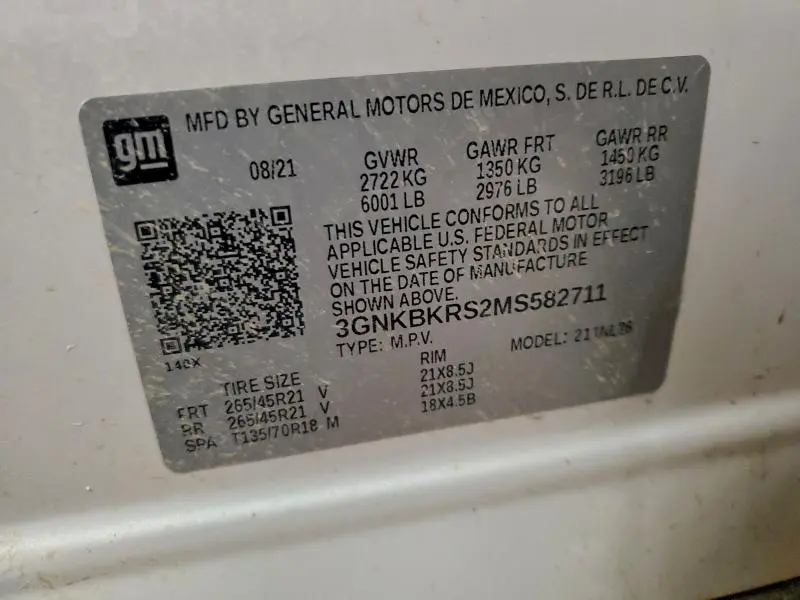 gm
MFD BY GENERAL MOTORS DE MEXICO, S. DE R.L. DE C.V.
08/21 GVWR GAWR FRT GAWR RR
2722 KG 1350 KG 1450 KG
6001 LB 2976 LB 3196 LB
THIS VEHICLE CONFORMS TO ALL
APPLICABLE U.S. FEDERAL MOTOR
VEHICLE SAFETY STANDARDS IN EFFECT
ON THE DATE OF MANUFACTURE
SHOWN ABOVE.
3GNKBKRS2MS582711
TYPE: M.P.V. MODEL:
140X
TIRE SIZE RIM
FRT 265/45R21 V 21X8.5J
RR 265/45R21 V 21X8.5J
SPA T135/70R18 M 18X4.5B